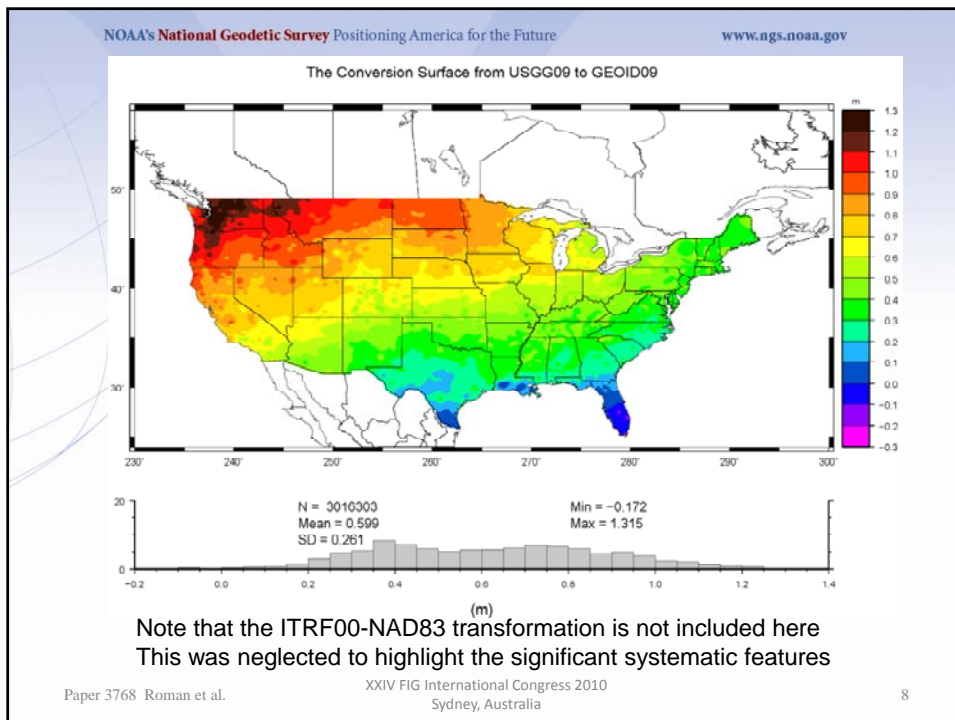 NOAA's National Geodetic Survey Positioning America for the Future www.ngs.noaa.gov
The Conversion Surface from USGG09 to GEOID09
m
1.3
1.2
1.1
1.0
0.9
0.8
0.7
0.6
0.5
0.4
0.3
0.2
0.1
0.0
−0.1
−0.2
−0.3
50°
40°
30°
230° 240° 250° 260° 270° 280° 290° 300°
20
10
0
N = 3016303
Mean = 0.599
SD = 0.261
Min = −0.172
Max = 1.315
−0.2 0.0 0.2 0.4 0.6 0.8 1.0 1.2 1.4
(m)
Note that the ITRF00-NAD83 transformation is not included here
This was neglected to highlight the significant systematic features
Paper 3768 Roman et al.
XXIV FIG International Congress 2010
Sydney, Australia
8